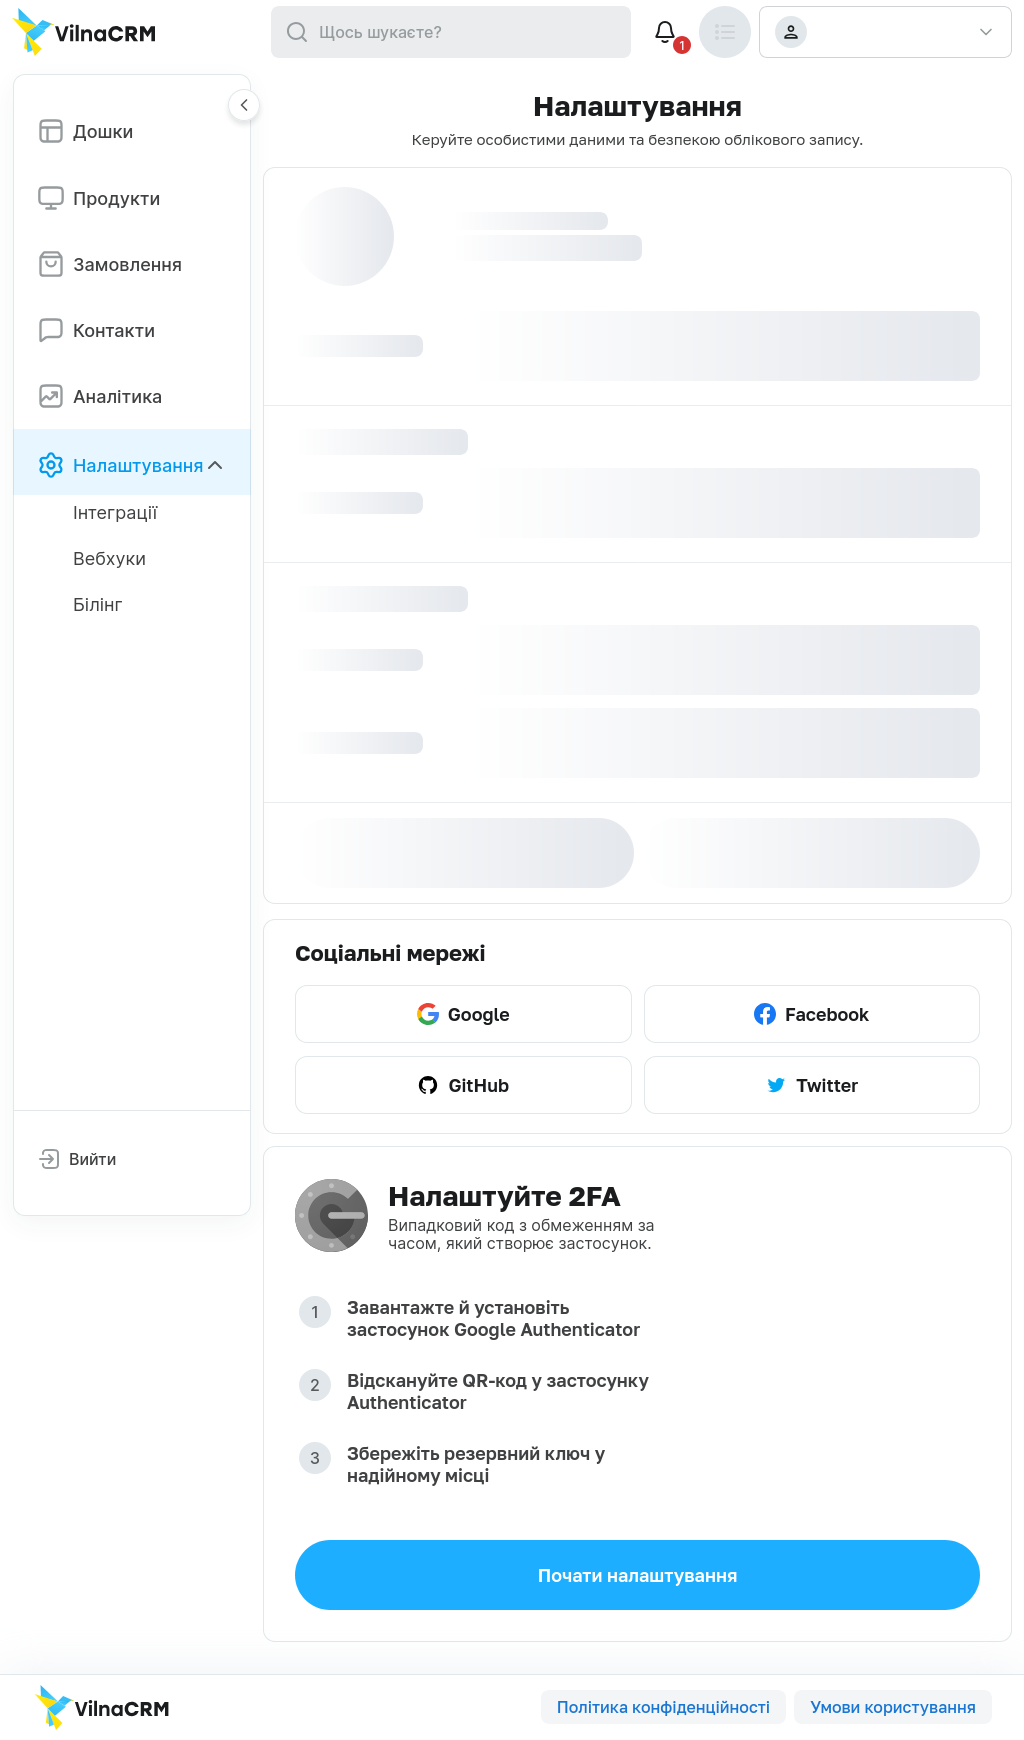 VilnaCRM
Щось шукаєте?
1
Дошки
Продукти
Замовлення
Контакти
Аналітика
Налаштування
Інтеграції
Вебхуки
Білінг
Вийти
Налаштування
Керуйте особистими даними та безпекою облікового запису.
Соціальні мережі
Google
Facebook
GitHub
Twitter
Налаштуйте 2FA
Випадковий код з обмеженням за
часом, який створює застосунок.
1
Завантажте й установіть
застосунок Google Authenticator
2
Відскануйте QR-код у застосунку
Authenticator
3
Збережіть резервний ключ у
надійному місці
Почати налаштування
VilnaCRM
Політика конфіденційності
Умови користування